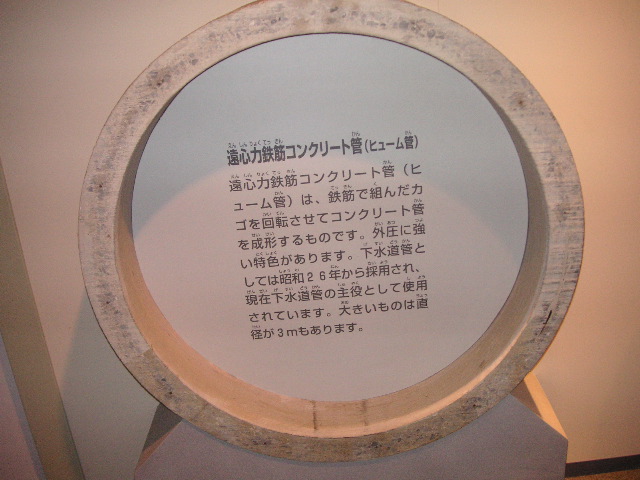 遠心力鉄筋コンクリート管(ヒューム管)
遠心力鉄筋コンクリート管（ヒ
ューム管）は、鉄筋で組んだカ
ゴを回転させてコンクリート管
を成形するものです。外圧に強
い特色があります。下水道管と
しては昭和２６年から採用され、
現在下水道管の主役として使用
されています。大きいものは直
径が３ｍもあります。